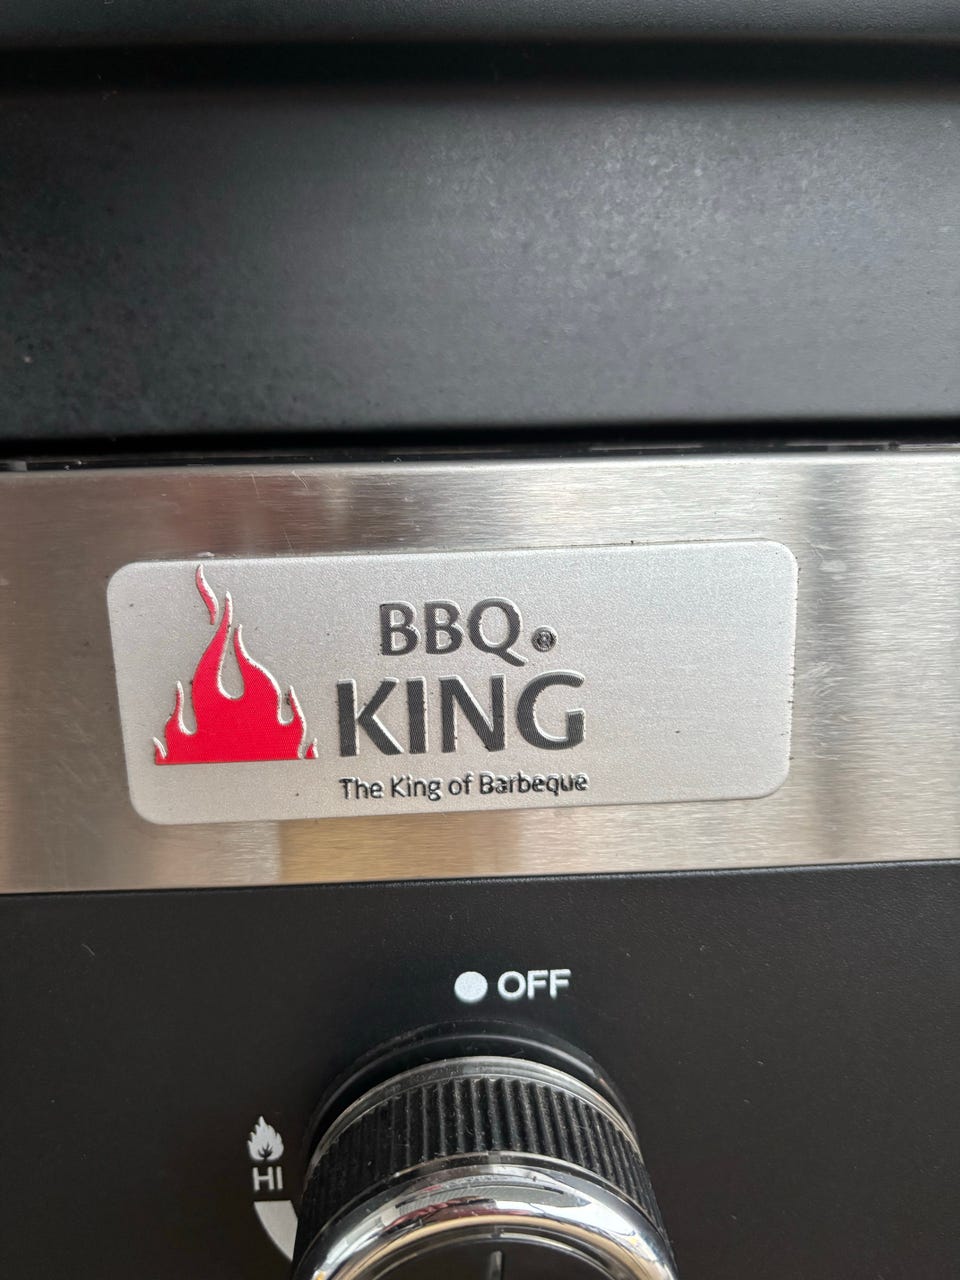 BBQ®
KING
The King of Barbeque
OFF
HI